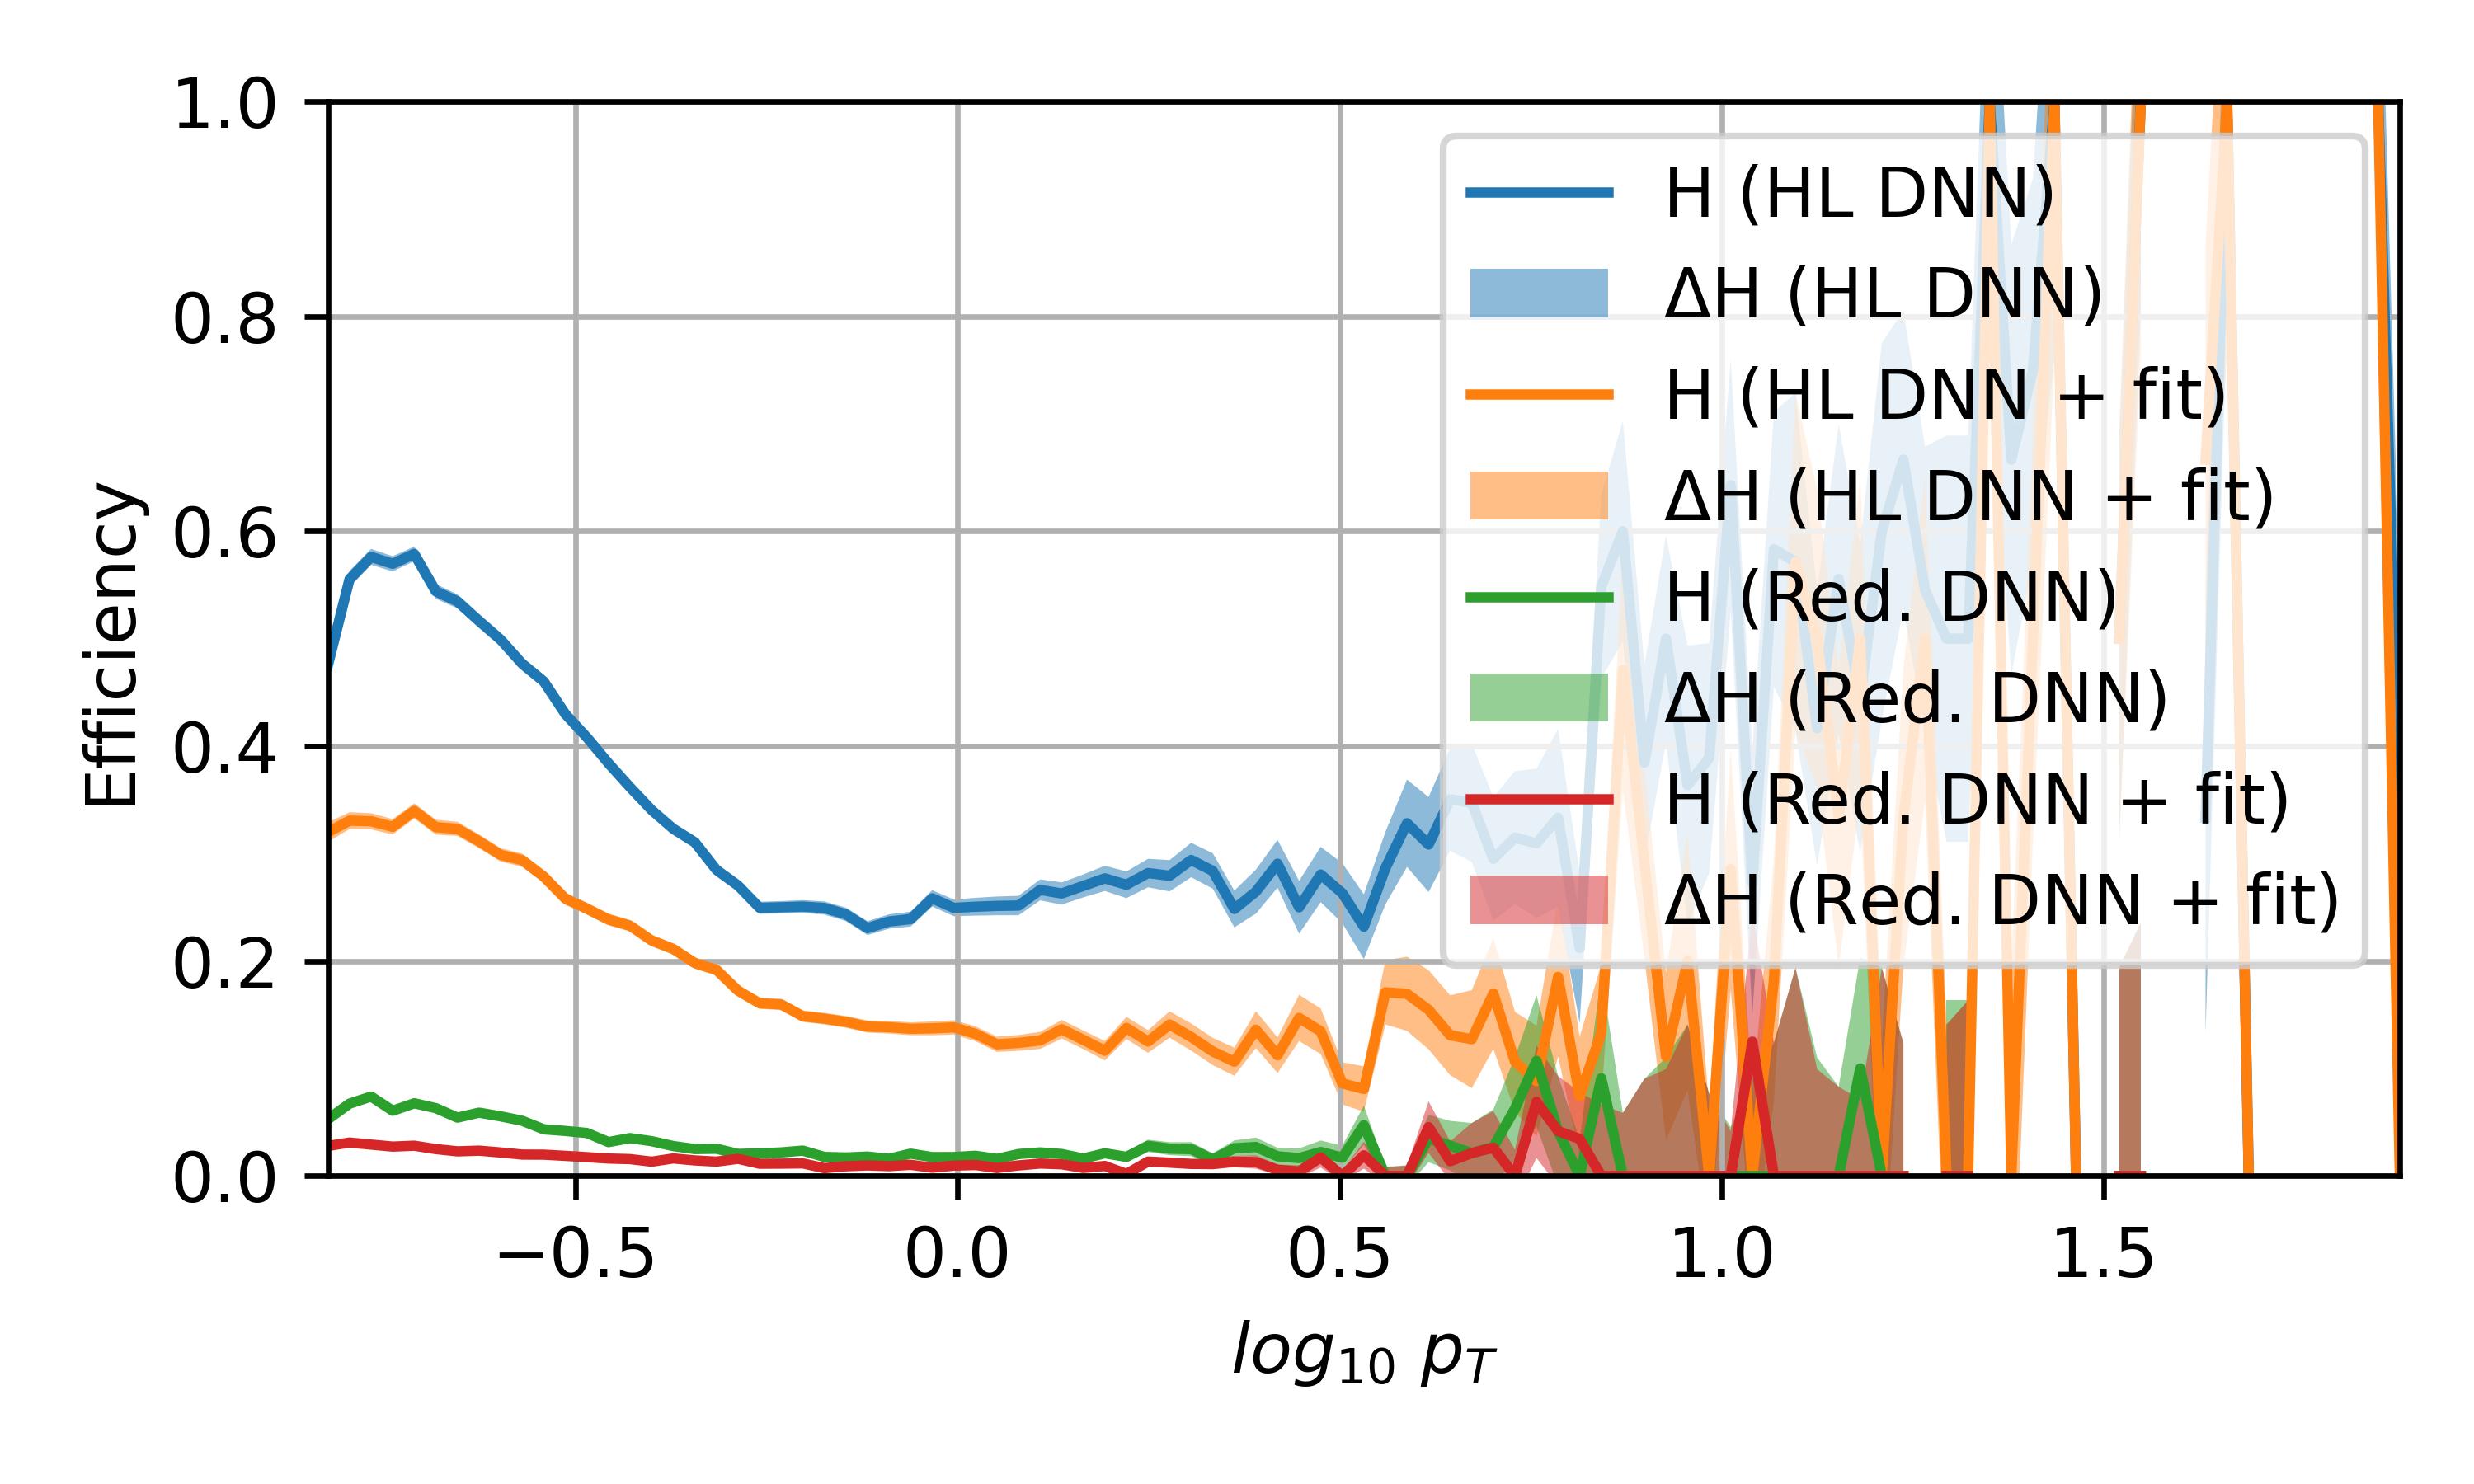 1.0
0.8
0.6
0.4
0.2
0.0
Efficiency
−0.5
0.0
0.5
1.0
1.5
log₁₀ p_T
H (HL DNN)
ΔH (HL DNN)
H (HL DNN + fit)
ΔH (HL DNN + fit)
H (Red. DNN)
ΔH (Red. DNN)
H (Red. DNN + fit)
ΔH (Red. DNN + fit)